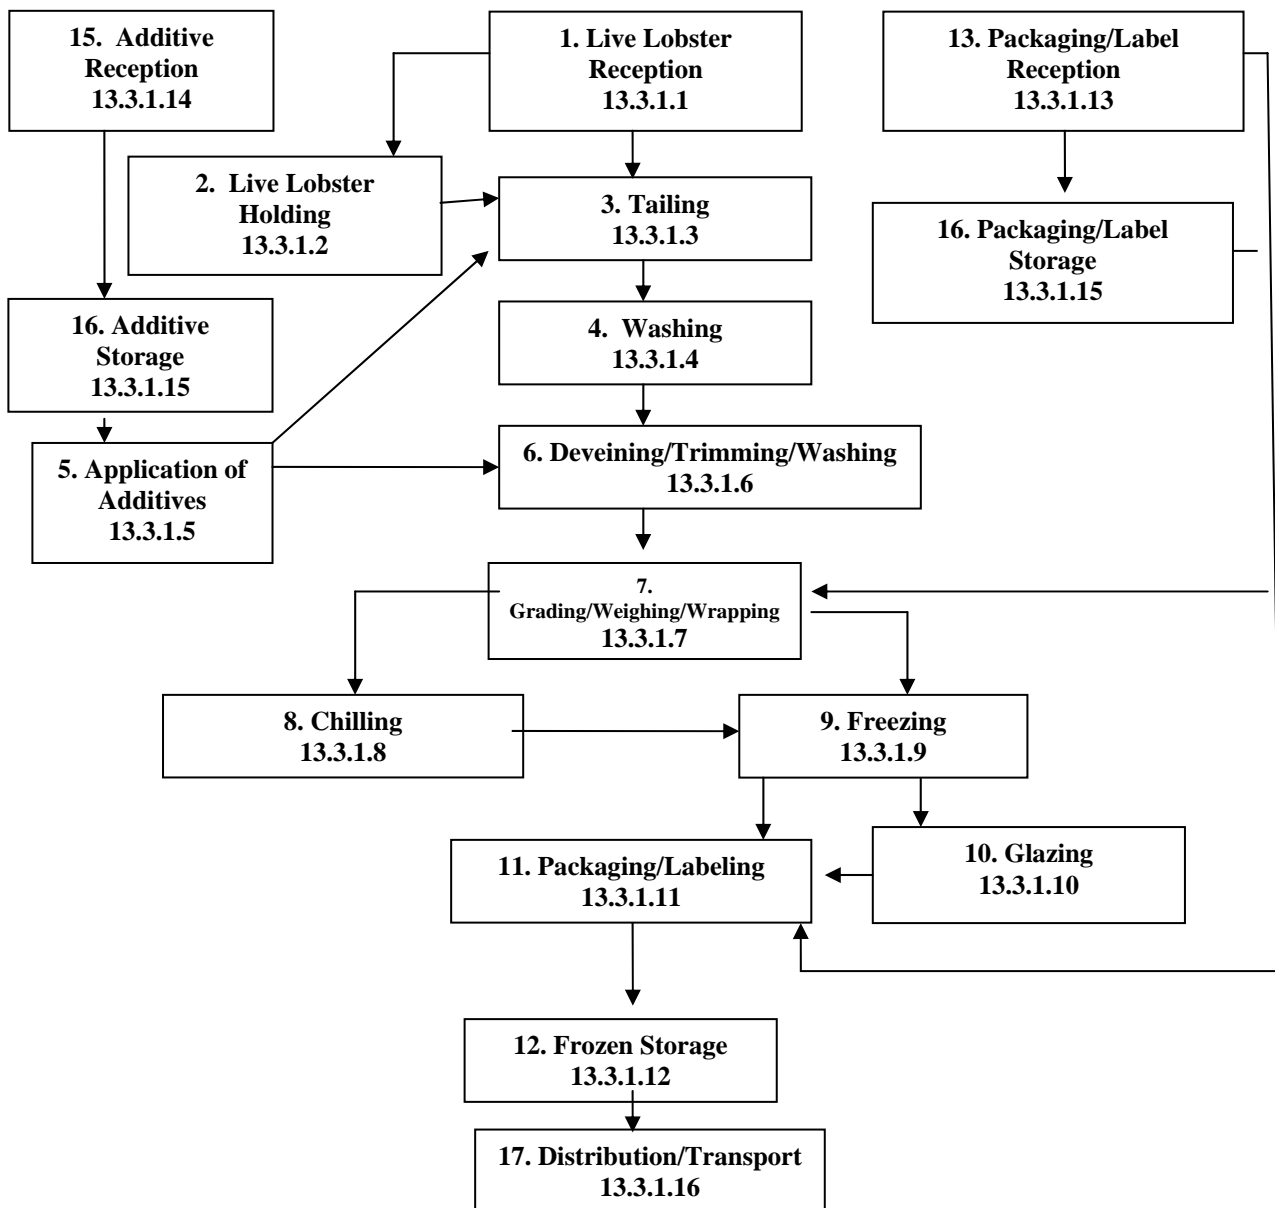 15. Additive
Reception
13.3.1.14
1. Live Lobster
Reception
13.3.1.1
13. Packaging/Label
Reception
13.3.1.13
2. Live Lobster
Holding
13.3.1.2
3. Tailing
13.3.1.3
16. Packaging/Label
Storage
13.3.1.15
16. Additive
Storage
13.3.1.15
4. Washing
13.3.1.4
5. Application of
Additives
13.3.1.5
6. Deveining/Trimming/Washing
13.3.1.6
7.
Grading/Weighing/Wrapping
13.3.1.7
8. Chilling
13.3.1.8
9. Freezing
13.3.1.9
11. Packaging/Labeling
13.3.1.11
10. Glazing
13.3.1.10
12. Frozen Storage
13.3.1.12
17. Distribution/Transport
13.3.1.16